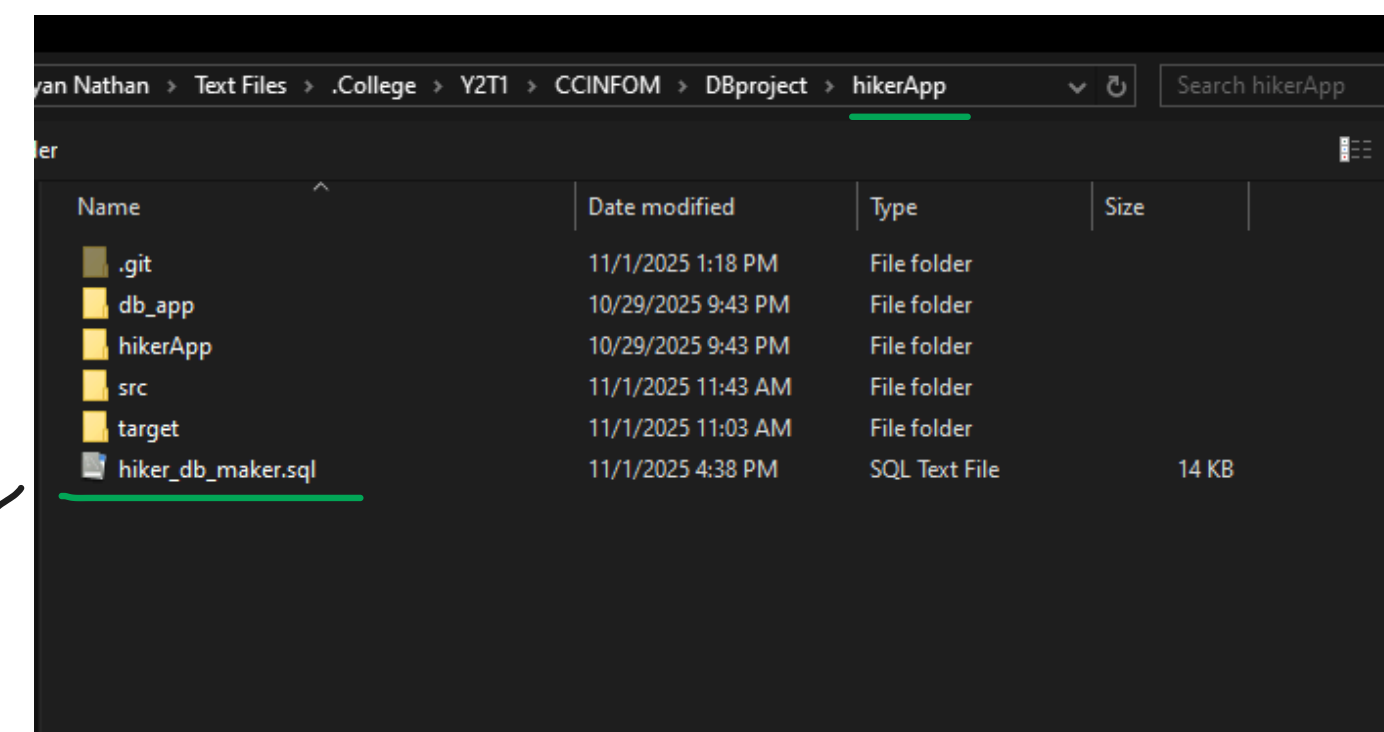 yan Nathan > Text Files > .College > Y2T1 > CCINFOM > DBproject > hikerApp Search hikerApp
der
Name Date modified Type Size
.git 11/1/2025 1:18 PM File folder
db_app 10/29/2025 9:43 PM File folder
hikerApp 10/29/2025 9:43 PM File folder
src 11/1/2025 11:43 AM File folder
target 11/1/2025 11:03 AM File folder
hiker_db_maker.sql 11/1/2025 4:38 PM SQL Text File 14 KB